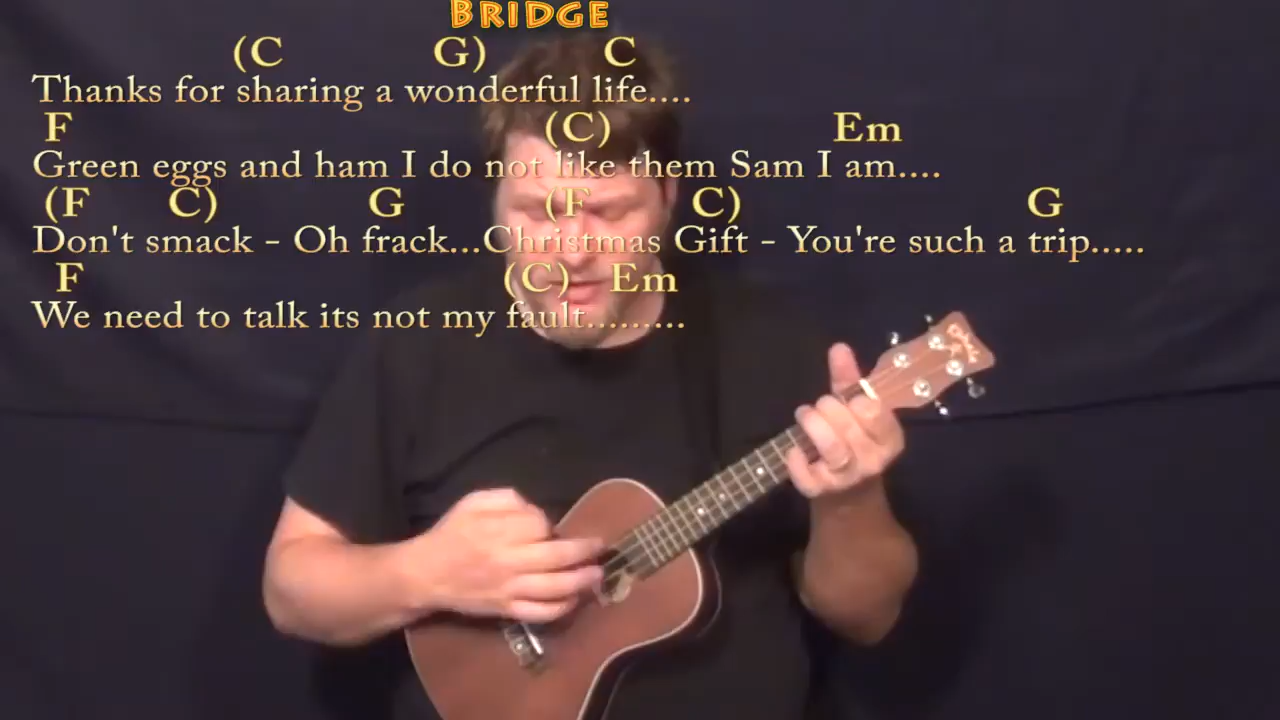 BRIDGE
(C G) C
Thanks for sharing a wonderful life....
F (C) Em
Green eggs and ham I do not like them Sam I am....
(F C) G (F C) G
Don't smack - Oh frack...Christmas Gift - You're such a trip.....
F (C) Em
We need to talk its not my fault.........